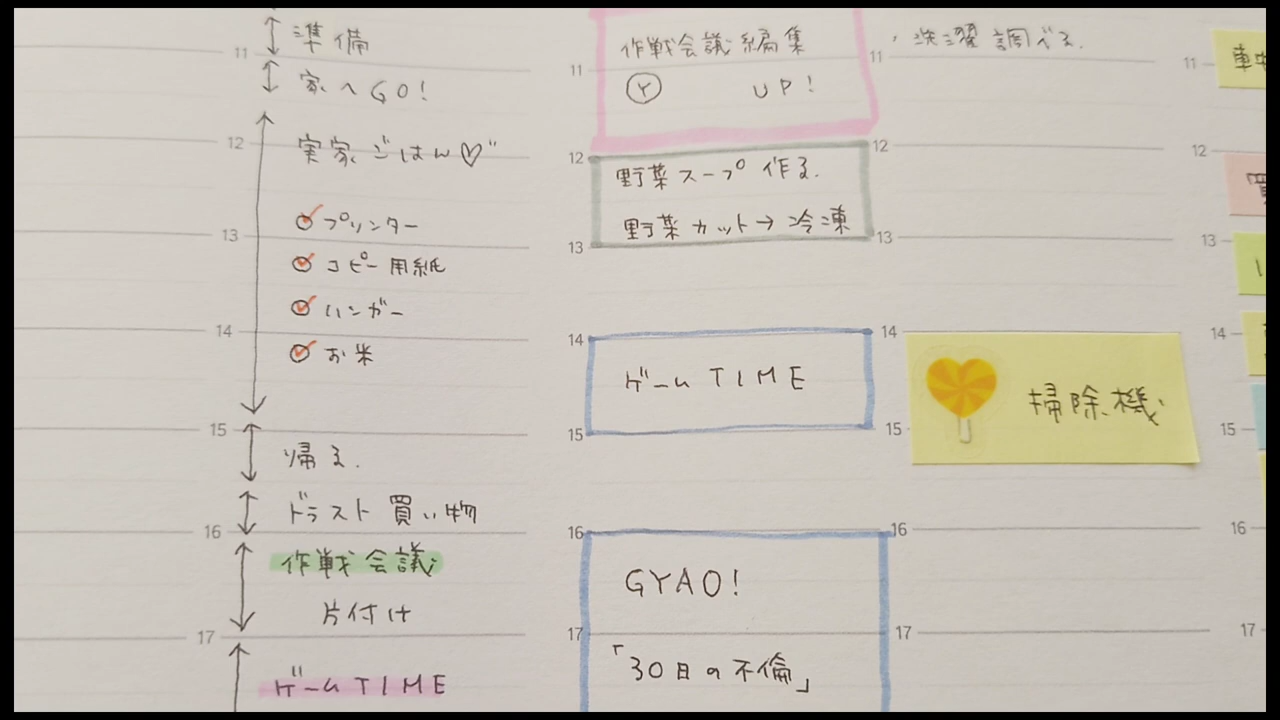 準備
11
家へGO!
12
実家ごはん♡"
プリンター
13
コピー用紙
ハンガー
14
お米
15
帰る.
ドラスト 買い物
16
作戦会議
片付け
17
ゲームTIME
作戦会議編集
11
Y UP!
12
野菜スープ 作る.
野菜カット→冷凍
13
14
ゲームTIME
15
16
GYAO!
17
「30日の不倫」
・洗濯調べる.
11
12
13
14
掃除機
15
16
17
11
車
12
13
14
15
16
17